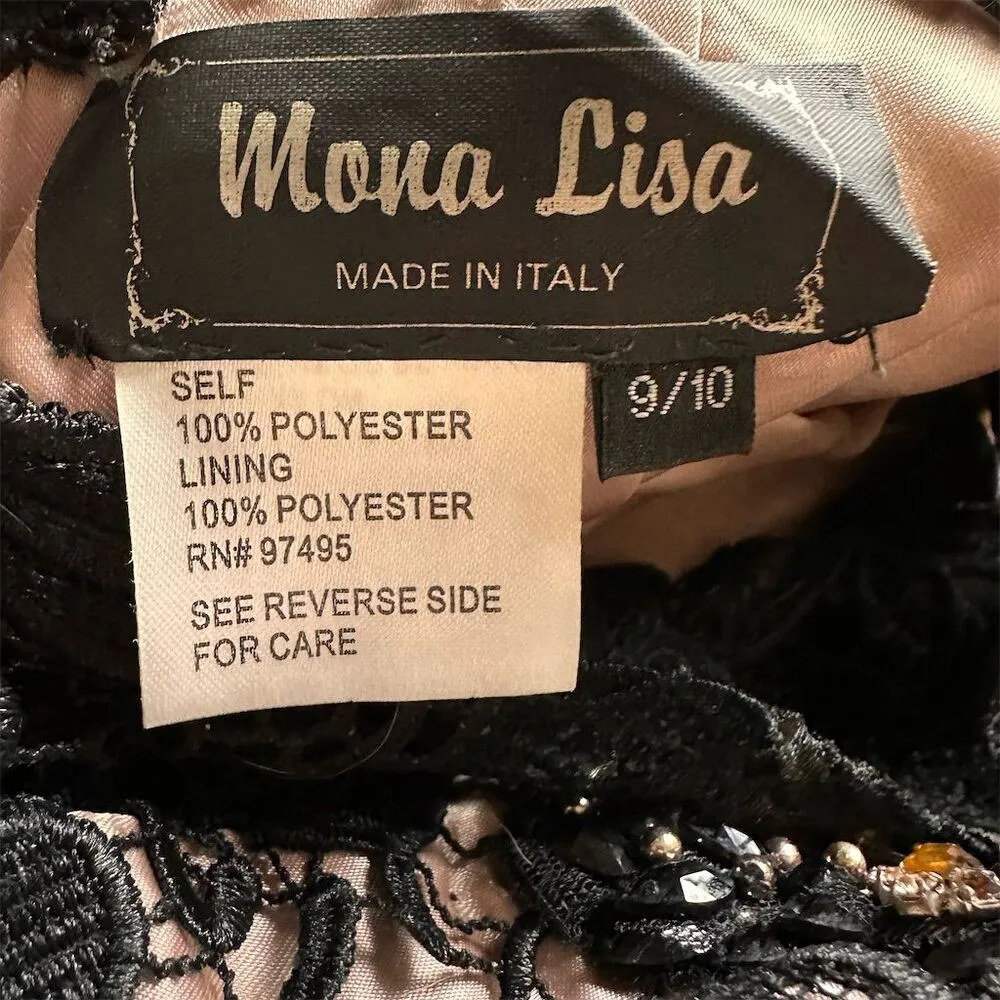 Mona Lisa
MADE IN ITALY
9/10
SELF
100% POLYESTER
LINING
100% POLYESTER
RN# 97495
SEE REVERSE SIDE
FOR CARE